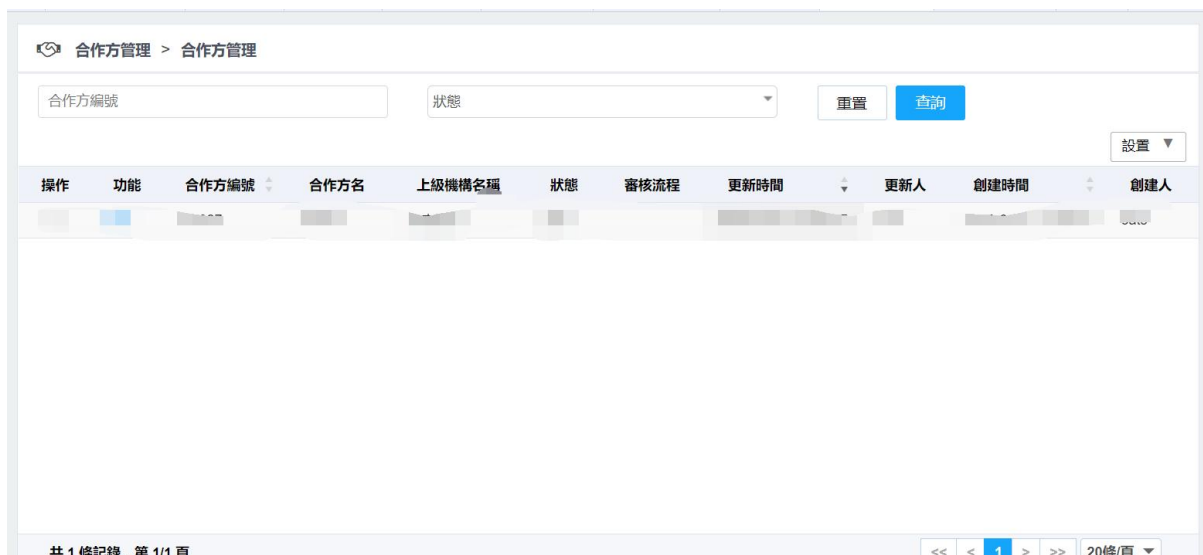 合作方管理 > 合作方管理
合作方編號 狀態 重置 查詢
設置 ▼
操作 功能 合作方編號 合作方名 上級機構名稱 狀態 審核流程 更新時間 更新人 創建時間 創建人
共 1 條記錄 第 1/1 頁 << < 1 > >> 20條/頁